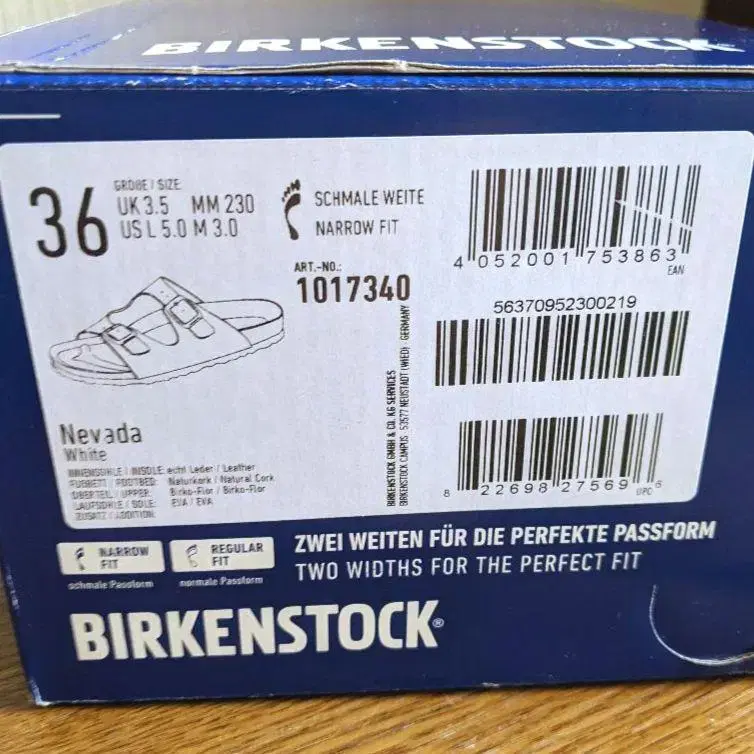 BIRKENSTOCK
36
GRÖßE / SIZE
UK 3.5 MM 230
US L 5.0 M 3.0
SCHMALE WEITE
NARROW FIT
ART.-NO.:
1017340
4 052001 753863
EAN
56370952300219
BIRKENSTOCK GMBH & CO. KG SERVICES
BIRKENSTOCK CAMPUS 53577 NEUSTADT (WIED) GERMANY
8 22698 27569 6
UPC
Nevada
White
INNENSOHLE / INSOLE: echt Leder / Leather
FUßBETT / FOOTBED: Naturkork / Natural Cork
OBERTEIL / UPPER: Birko-Flor / Birko-Flor
LAUFSOHLE / SOLE: EVA / EVA
ZUSATZ / ADDITION:
NARROW FIT
schmale Passform
REGULAR FIT
normale Passform
ZWEI WEITEN FÜR DIE PERFEKTE PASSFORM
TWO WIDTHS FOR THE PERFECT FIT
BIRKENSTOCK®